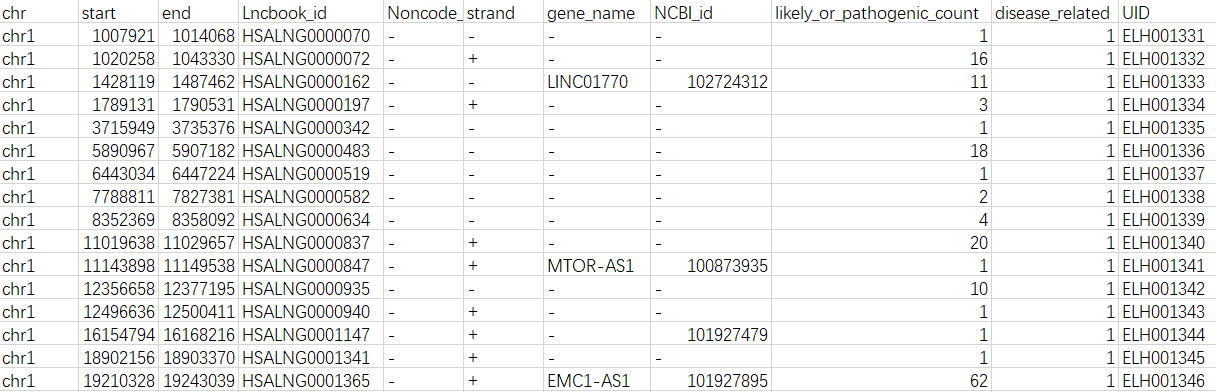 chr start end Lncbook_id Noncode_ strand gene_name NCBI_id likely_or_pathogenic_count disease_related UID
chr1 1007921 1014068 HSALNG0000070 - - - - 1 1 ELH001331
chr1 1020258 1043330 HSALNG0000072 - + - - 16 1 ELH001332
chr1 1428119 1487462 HSALNG0000162 - - LINC01770 102724312 11 1 ELH001333
chr1 1789131 1790531 HSALNG0000197 - + - - 3 1 ELH001334
chr1 3715949 3735376 HSALNG0000342 - - - - 1 1 ELH001335
chr1 5890967 5907182 HSALNG0000483 - - - - 18 1 ELH001336
chr1 6443034 6447224 HSALNG0000519 - - - - 1 1 ELH001337
chr1 7788811 7827381 HSALNG0000582 - - - - 2 1 ELH001338
chr1 8352369 8358092 HSALNG0000634 - - - - 4 1 ELH001339
chr1 11019638 11029657 HSALNG0000837 - + - - 20 1 ELH001340
chr1 11143898 11149538 HSALNG0000847 - + MTOR-AS1 100873935 1 1 ELH001341
chr1 12356658 12377195 HSALNG0000935 - - - - 10 1 ELH001342
chr1 12496636 12500411 HSALNG0000940 - + - - 1 1 ELH001343
chr1 16154794 16168216 HSALNG0001147 - + - 101927479 1 1 ELH001344
chr1 18902156 18903370 HSALNG0001341 - + - - 1 1 ELH001345
chr1 19210328 19243039 HSALNG0001365 - + EMC1-AS1 101927895 62 1 ELH001346